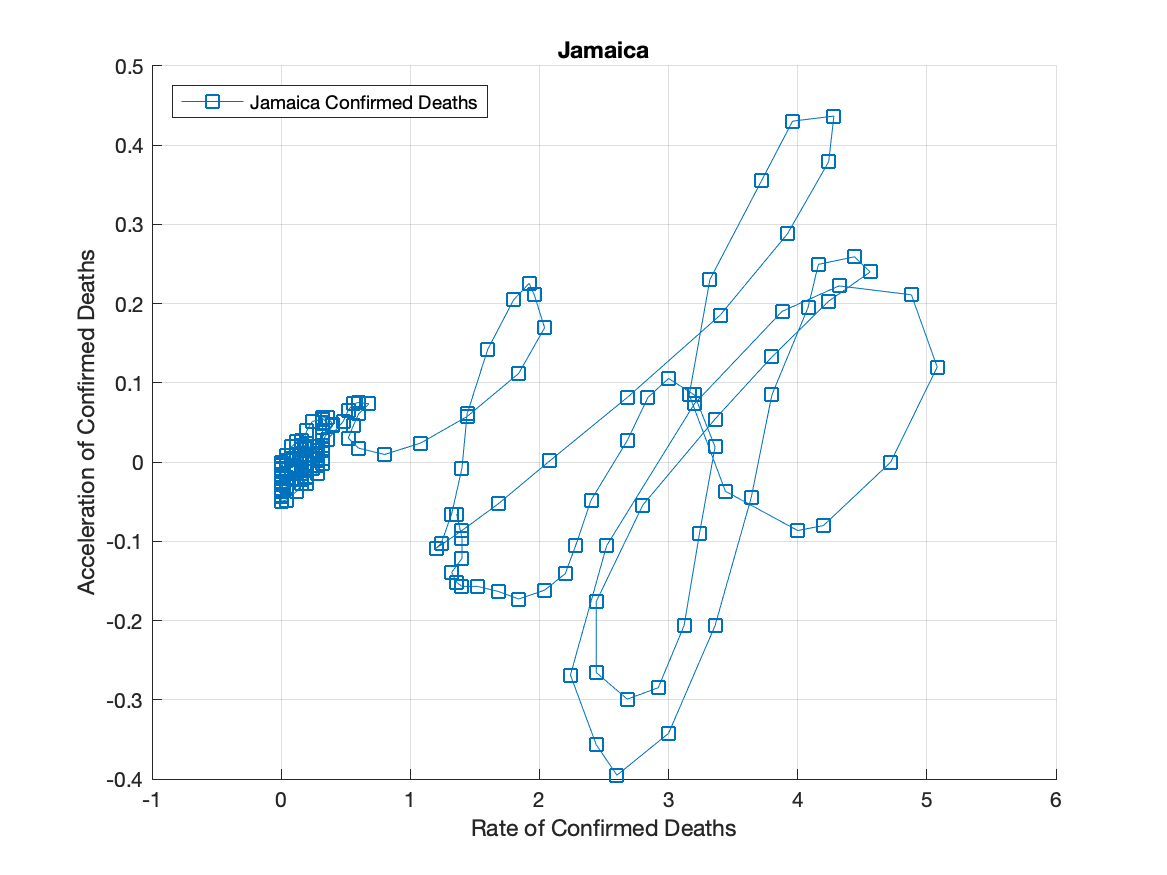 Jamaica
Jamaica Confirmed Deaths
0.5
0.4
0.3
0.2
0.1
0
-0.1
-0.2
-0.3
-0.4
Acceleration of Confirmed Deaths
-1 0 1 2 3 4 5 6
Rate of Confirmed Deaths